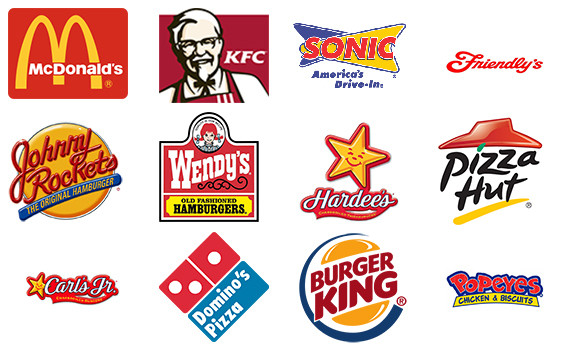 McDonald's
®
KFC
SONIC
America's
Drive-In®
Friendly's
Johnny
Rockets
THE ORIGINAL HAMBURGER
®
WENDY'S
OLD FASHIONED
HAMBURGERS.
Hardee's
Pizza
Hut
®
Carl's Jr.
Domino's
Pizza
BURGER
KING
®
POPEYES
CHICKEN & BISCUITS